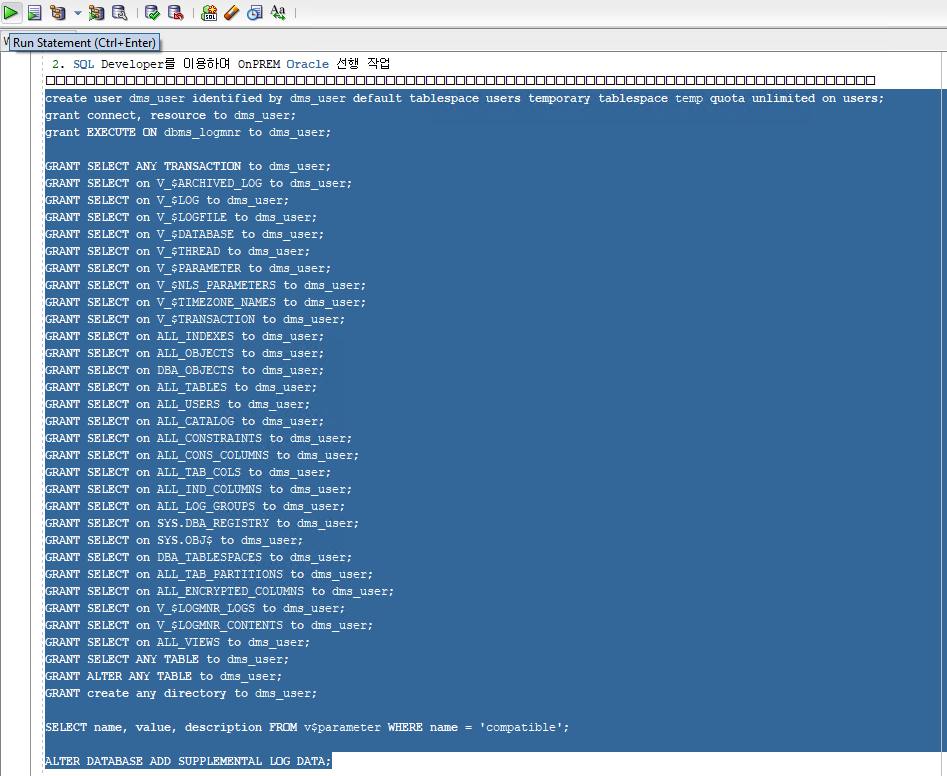 Run Statement (Ctrl+Enter)
2. SQL Developer를 이용하여 OnPREM Oracle 선행 작업
create user dms_user identified by dms_user default tablespace users temporary tablespace temp quota unlimited on users;
grant connect, resource to dms_user;
grant EXECUTE ON dbms_logmnr to dms_user;
GRANT SELECT ANY TRANSACTION to dms_user;
GRANT SELECT on V_$ARCHIVED_LOG to dms_user;
GRANT SELECT on V_$LOG to dms_user;
GRANT SELECT on V_$LOGFILE to dms_user;
GRANT SELECT on V_$DATABASE to dms_user;
GRANT SELECT on V_$THREAD to dms_user;
GRANT SELECT on V_$PARAMETER to dms_user;
GRANT SELECT on V_$NLS_PARAMETERS to dms_user;
GRANT SELECT on V_$TIMEZONE_NAMES to dms_user;
GRANT SELECT on V_$TRANSACTION to dms_user;
GRANT SELECT on ALL_INDEXES to dms_user;
GRANT SELECT on ALL_OBJECTS to dms_user;
GRANT SELECT on DBA_OBJECTS to dms_user;
GRANT SELECT on ALL_TABLES to dms_user;
GRANT SELECT on ALL_USERS to dms_user;
GRANT SELECT on ALL_CATALOG to dms_user;
GRANT SELECT on ALL_CONSTRAINTS to dms_user;
GRANT SELECT on ALL_CONS_COLUMNS to dms_user;
GRANT SELECT on ALL_TAB_COLS to dms_user;
GRANT SELECT on ALL_IND_COLUMNS to dms_user;
GRANT SELECT on ALL_LOG_GROUPS to dms_user;
GRANT SELECT on SYS.DBA_REGISTRY to dms_user;
GRANT SELECT on SYS.OBJ$ to dms_user;
GRANT SELECT on DBA_TABLESPACES to dms_user;
GRANT SELECT on ALL_TAB_PARTITIONS to dms_user;
GRANT SELECT on ALL_ENCRYPTED_COLUMNS to dms_user;
GRANT SELECT on V_$LOGMNR_LOGS to dms_user;
GRANT SELECT on V_$LOGMNR_CONTENTS to dms_user;
GRANT SELECT on ALL_VIEWS to dms_user;
GRANT SELECT ANY TABLE to dms_user;
GRANT ALTER ANY TABLE to dms_user;
GRANT create any directory to dms_user;
SELECT name, value, description FROM v$parameter WHERE name = 'compatible';
ALTER DATABASE ADD SUPPLEMENTAL LOG DATA;